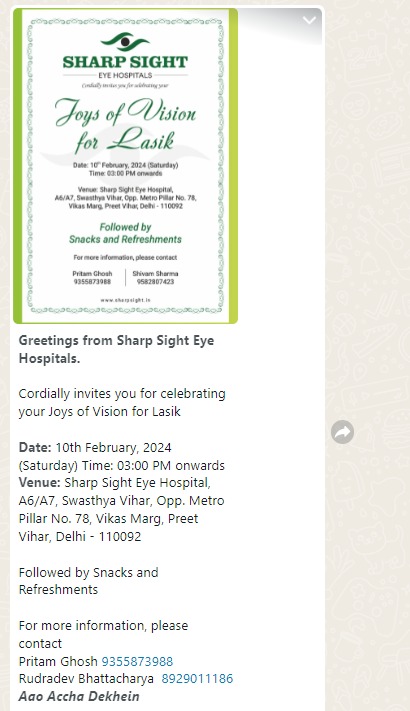 SHARP SIGHT
EYE HOSPITALS
Cordially invites you for celebrating your
Joys of Vision
for Lasik
Date: 10th February, 2024 (Saturday)
Time: 03:00 PM onwards
Venue: Sharp Sight Eye Hospital,
A6/A7, Swasthya Vihar, Opp. Metro Pillar No. 78,
Vikas Marg, Preet Vihar, Delhi - 110092
Followed by
Snacks and Refreshments
For more information, please contact
Pritam Ghosh
9355873988
Shivam Sharma
9582807423
www.sharpsight.in
Greetings from Sharp Sight Eye
Hospitals.
Cordially invites you for celebrating
your Joys of Vision for Lasik
Date: 10th February, 2024
(Saturday) Time: 03:00 PM onwards
Venue: Sharp Sight Eye Hospital,
A6/A7, Swasthya Vihar, Opp. Metro
Pillar No. 78, Vikas Marg, Preet
Vihar, Delhi - 110092
Followed by Snacks and
Refreshments
For more information, please
contact
Pritam Ghosh 9355873988
Rudradev Bhattacharya 8929011186
Aao Accha Dekhein